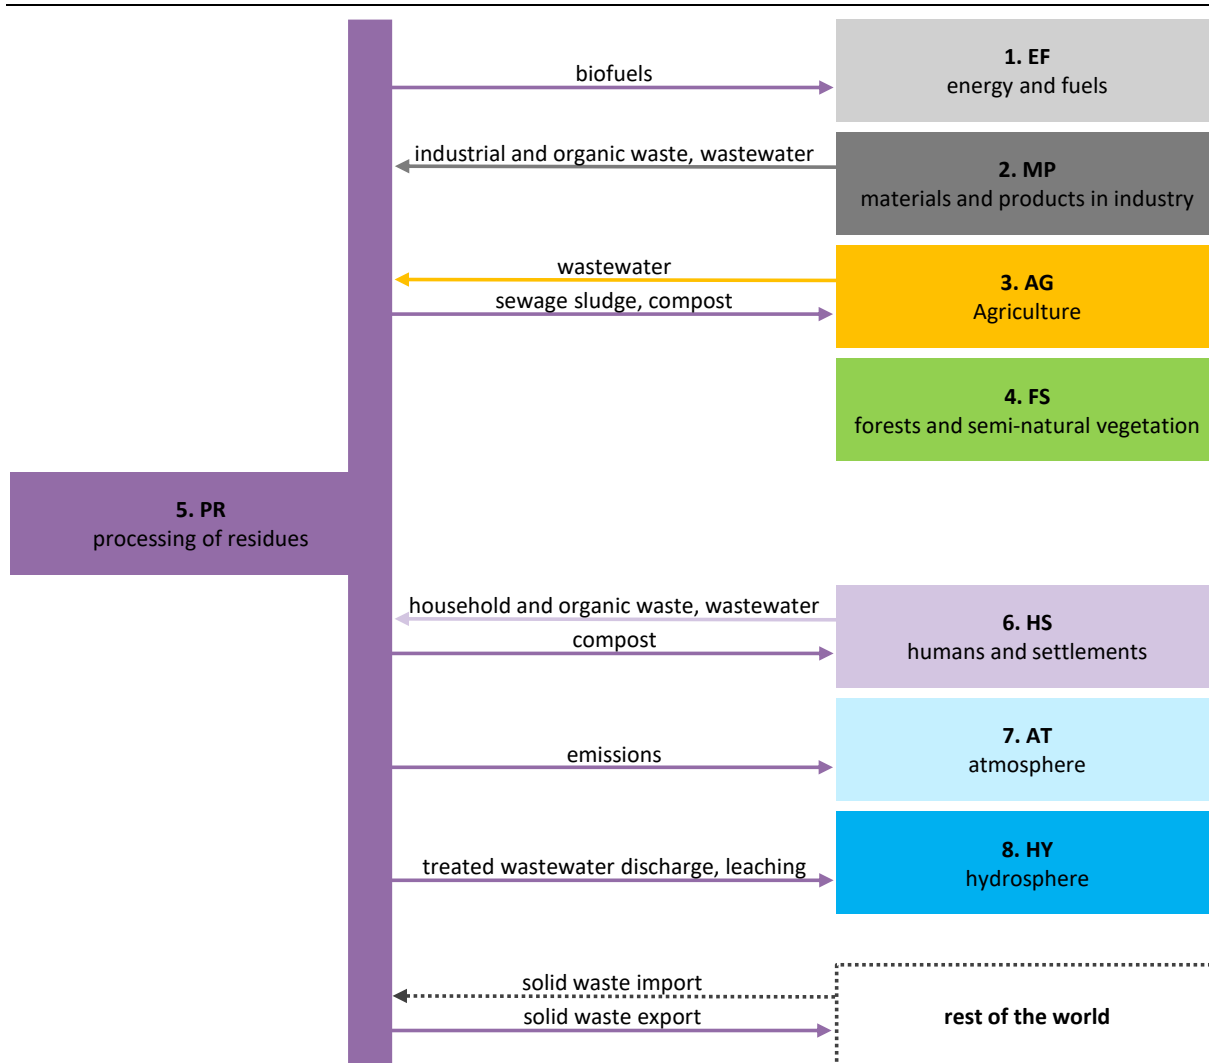 biofuels
1. EF
energy and fuels
industrial and organic waste, wastewater
2. MP
materials and products in industry
wastewater
sewage sludge, compost
3. AG
Agriculture
4. FS
forests and semi-natural vegetation
5. PR
processing of residues
household and organic waste, wastewater
compost
6. HS
humans and settlements
emissions
7. AT
atmosphere
treated wastewater discharge, leaching
8. HY
hydrosphere
solid waste import
solid waste export
rest of the world